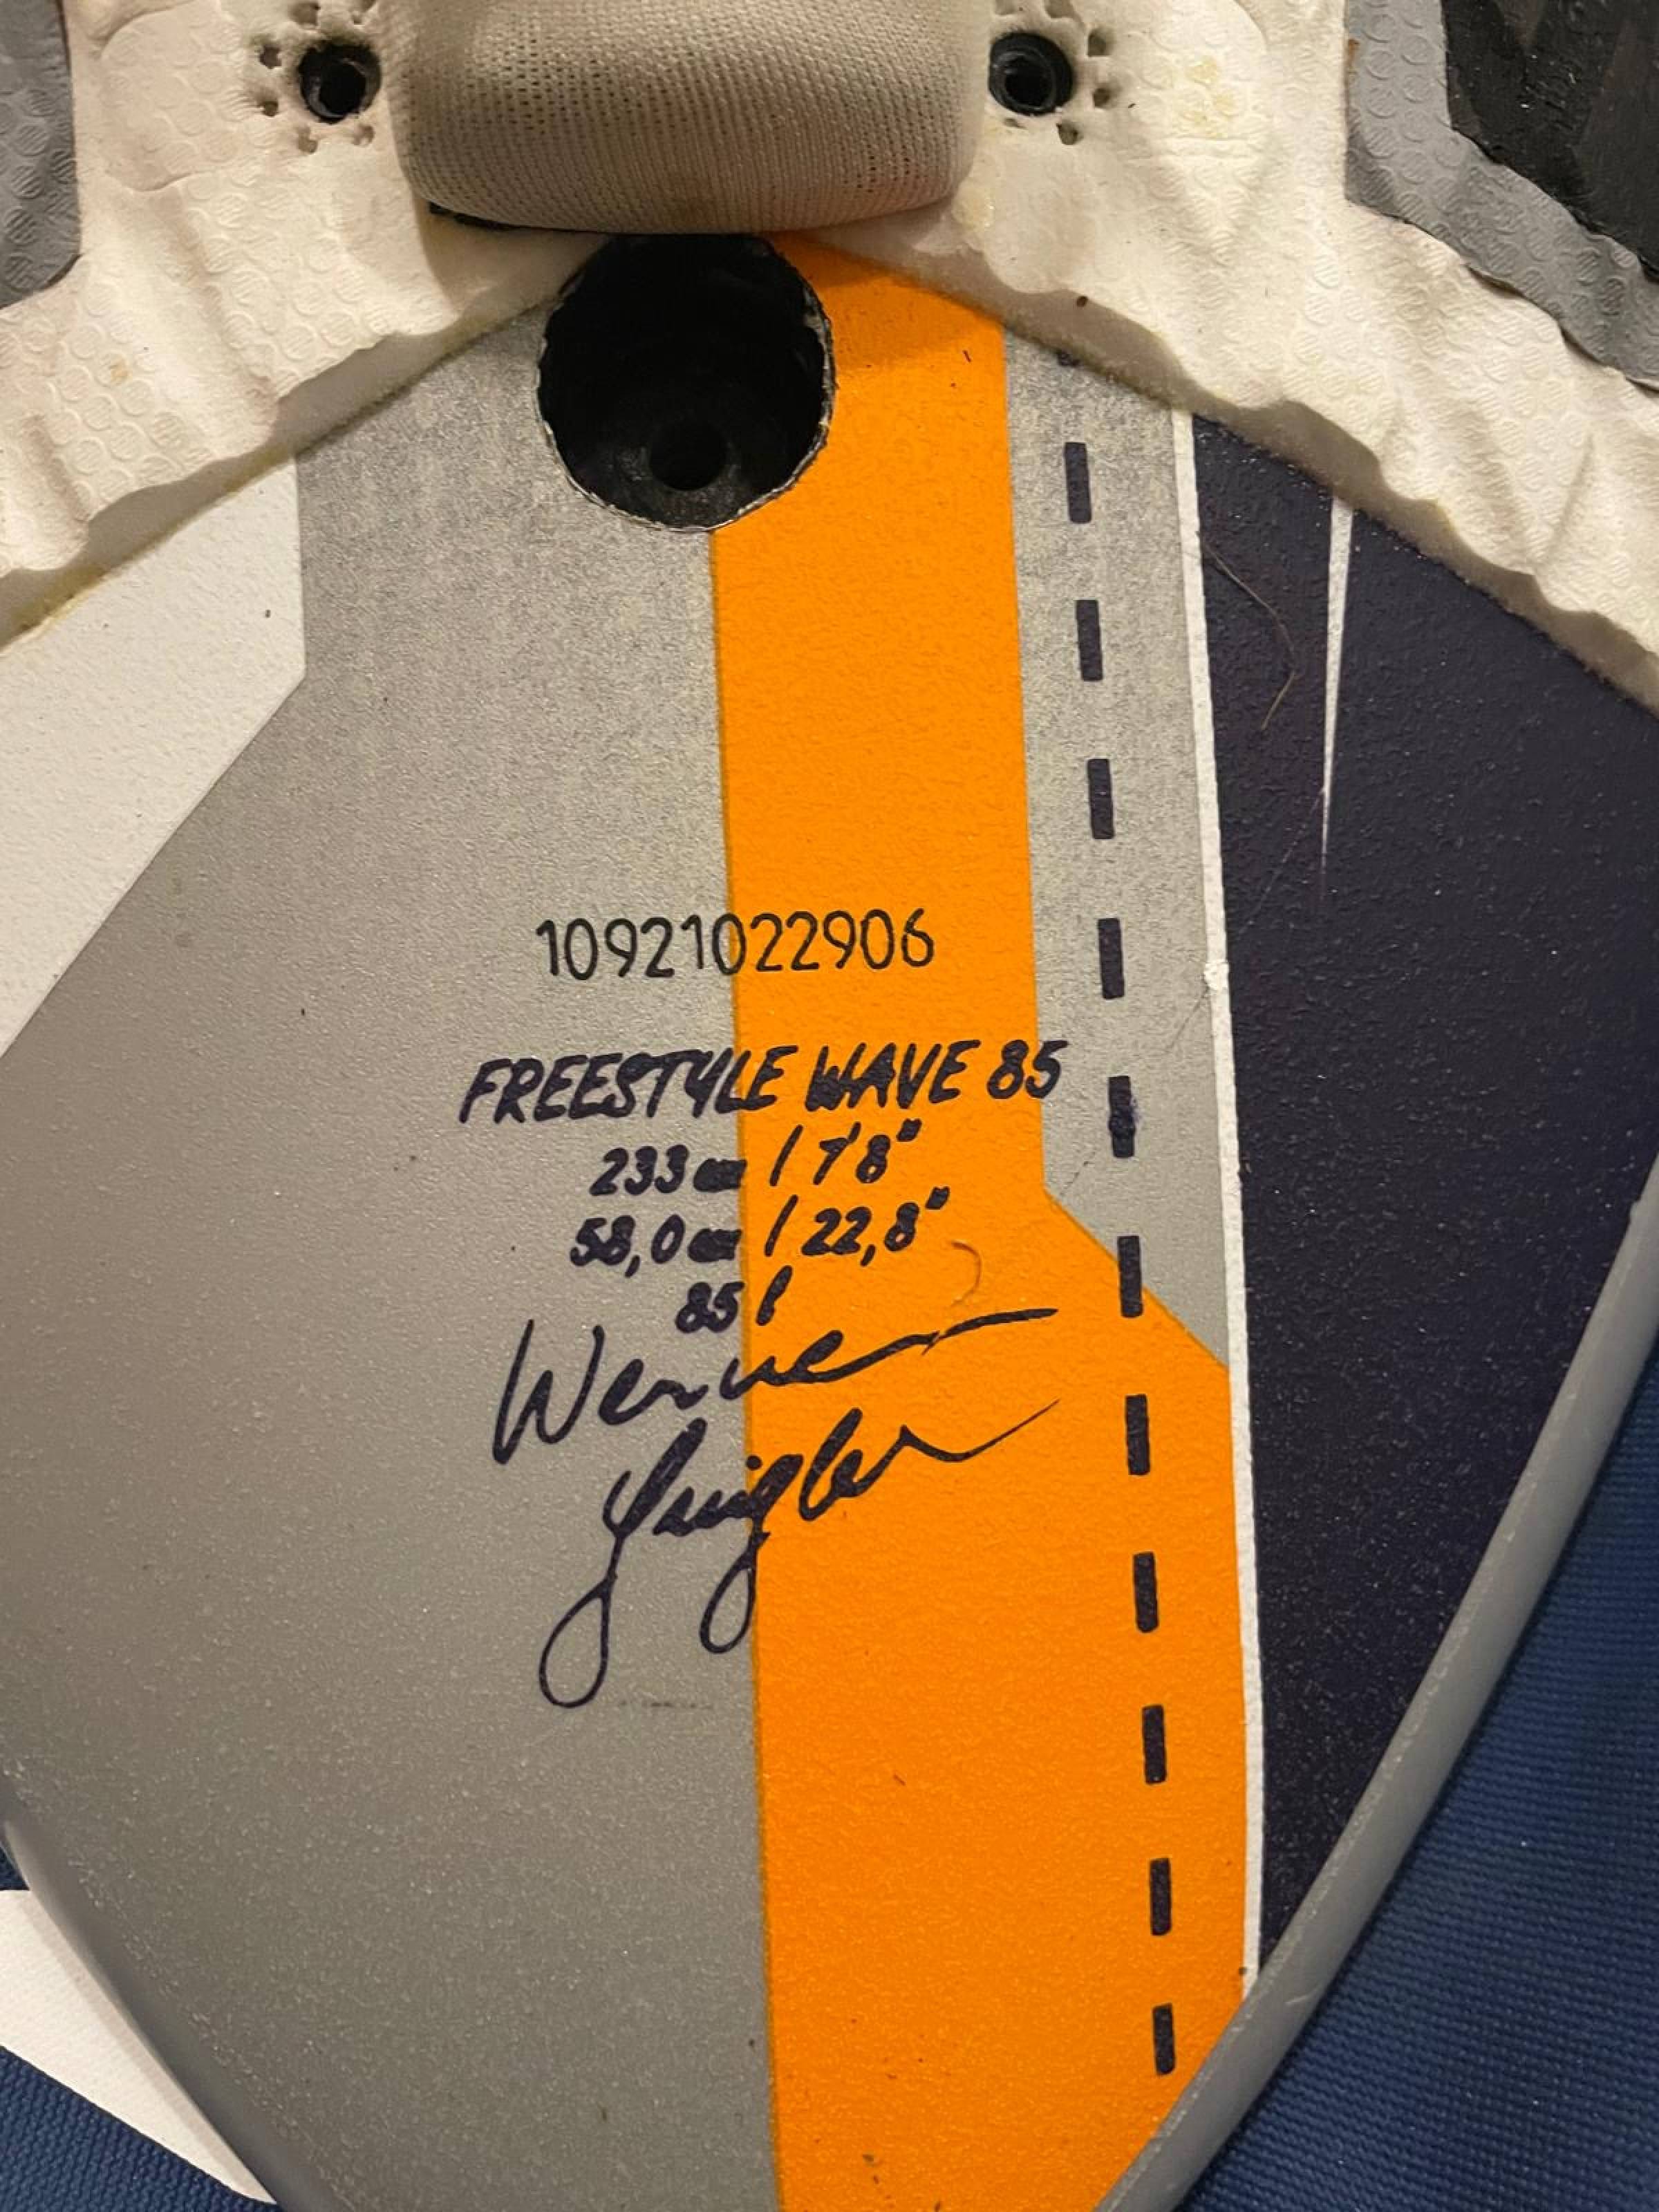 10921022906
FREESTYLE WAVE 85
233 cm / 7'8"
58,0 cm / 22,8"
85 l
Werner
Gnigler